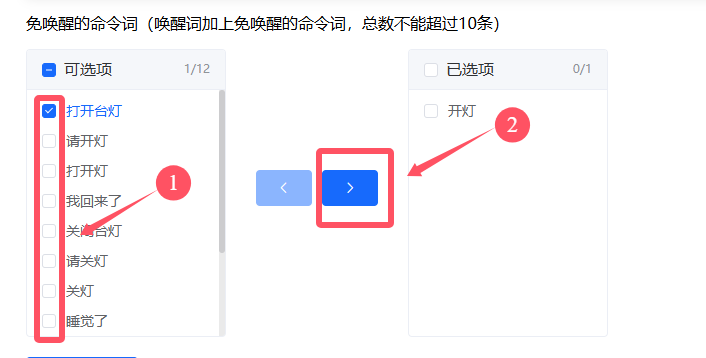 免唤醒的命令词（唤醒词加上免唤醒的命令词，总数不能超过10条）
可选项 1/12
打开台灯
请开灯
打开灯
我回来了
关闭台灯
请关灯
关灯
睡觉了
1
2
已选项 0/1
开灯